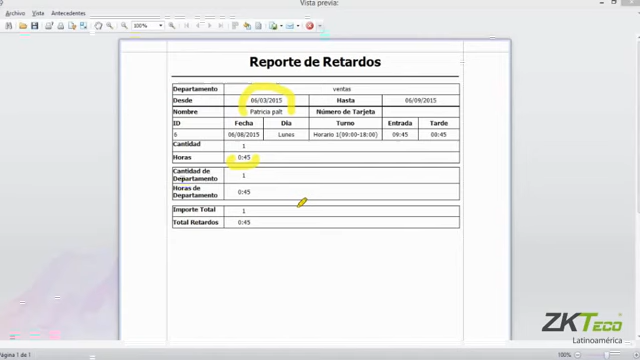 Vista previa:
Archivo Vista Antecedentes
100%
Reporte de Retardos
Departamento ventas
Desde 06/03/2015 Hasta 06/09/2015
Nombre Patricia palt Número de Tarjeta
ID Fecha Dia Turno Entrada Tarde
6 06/08/2015 Lunes Horario 1(09:00-18:00) 09:45 00:45
Cantidad 1
Horas 0:45
Cantidad de Departamento 1
Horas de Departamento 0:45
Importe Total 1
Total Retardos 0:45
ZKTeco
Latinoamérica
Página 1 de 1 100%